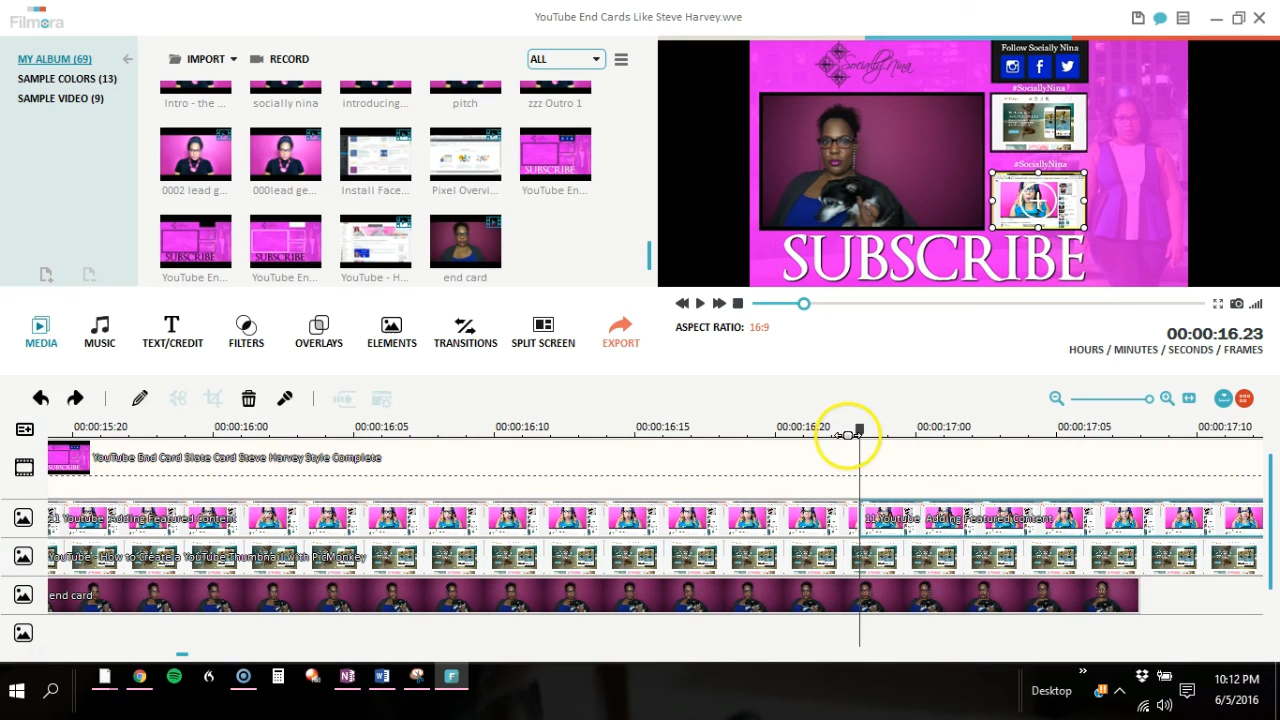 Filmora
YouTube End Cards Like Steve Harvey.wve
MY ALBUM (69)
SAMPLE COLORS (13)
SAMPLE VIDEO (9)
IMPORT
RECORD
ALL
Intro - the ...
socially nina
introducing...
pitch
zzz Outro 1
0002 lead g...
000lead ge...
Install Face...
Pixel Overvi...
YouTube En...
SUBSCRIBE
YouTube En...
YouTube En...
YouTube - H...
end card
Socially Nina
Follow Socially Nina
#SociallyNina ?
#SociallyNina
SUBSCRIBE
ASPECT RATIO: 16:9
00:00:16.23
HOURS / MINUTES / SECONDS / FRAMES
MEDIA
MUSIC
TEXT/CREDIT
FILTERS
OVERLAYS
ELEMENTS
TRANSITIONS
SPLIT SCREEN
EXPORT
00:00:15:20
00:00:16:00
00:00:16:05
00:00:16:10
00:00:16:15
00:00:16:20
00:00:17:00
00:00:17:05
00:00:17:10
YouTube End Card Slate Card Steve Harvey Style Complete
11 Youtube Adding Featured Content
11 Youtube Adding Featured Content
YouTube - How to Create a YouTube Thumbnail with PicMonkey
end card
Desktop
10:12 PM
6/5/2016